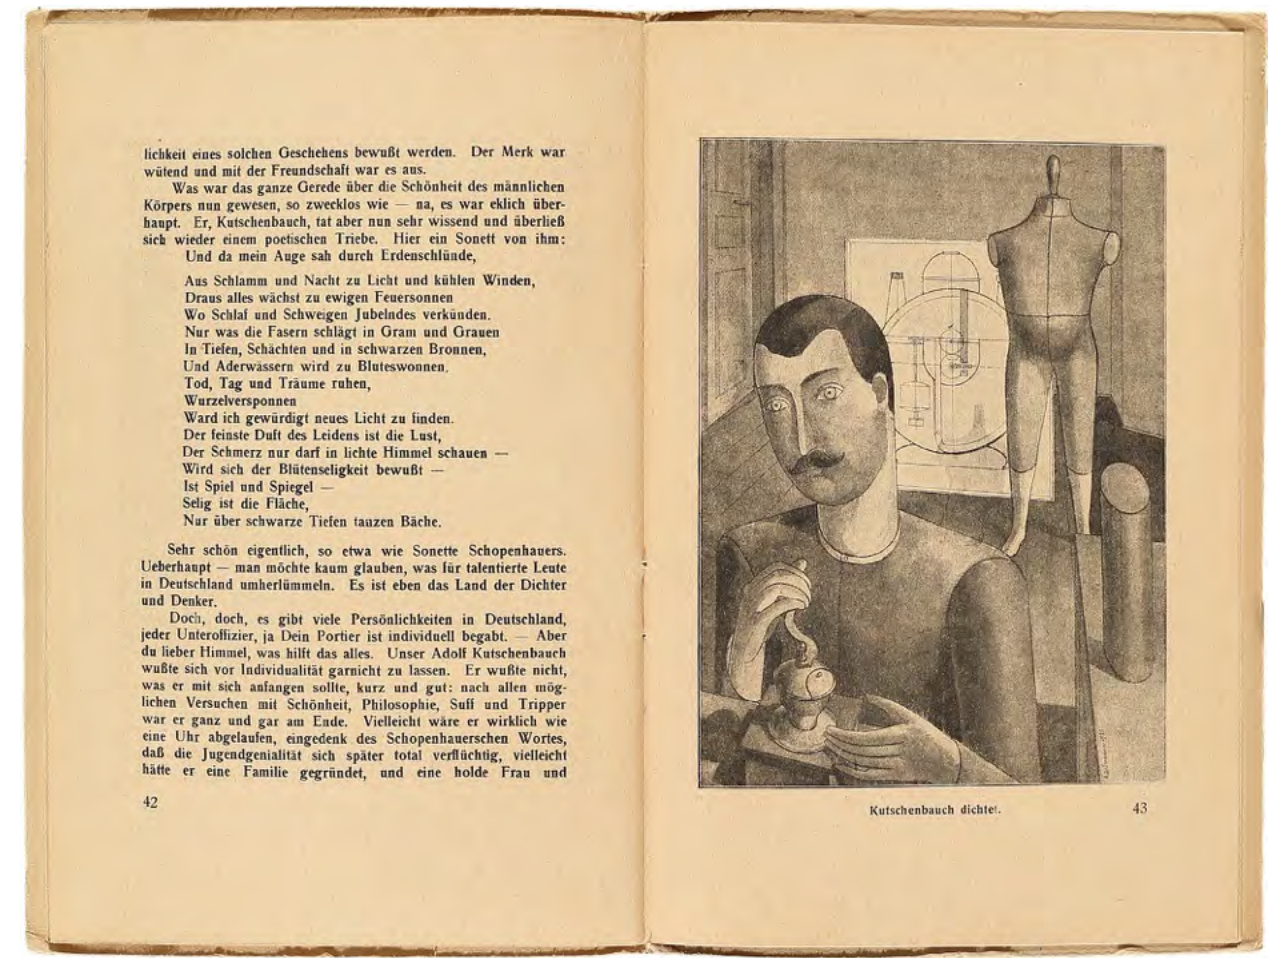 lichkeit eines solchen Geschehens bewußt werden. Der Merk war
wütend und mit der Freundschaft war es aus.
Was war das ganze Gerede über die Schönheit des männlichen
Körpers nun gewesen, so zwecklos wie — na, es war eklich über-
haupt. Er, Kutschenbauch, tat aber nun sehr wissend und überließ
sich wieder einem poetischen Triebe. Hier ein Sonett von ihm:
Und da mein Auge sah durch Erdenschlünde,
Aus Schlamm und Nacht zu Licht und kühlen Winden,
Draus alles wächst zu ewigen Feuersonnen
Wo Schlaf und Schweigen Jubelndes verkünden.
Nur was die Fasern schlägt in Gram und Grauen
In Tiefen, Schächten und in schwarzen Bronnen,
Und Aderwässern wird zu Bluteswonnen.
Tod, Tag und Träume ruhen,
Wurzelversponnen
Ward ich gewürdigt neues Licht zu finden.
Der feinste Duft des Leidens ist die Lust,
Der Schmerz nur darf in lichte Himmel schauen —
Wird sich der Blütenseligkeit bewußt —
Ist Spiel und Spiegel —
Selig ist die Fläche,
Nur über schwarze Tiefen tanzen Bäche.
Sehr schön eigentlich, so etwa wie Sonette Schopenhauers.
Ueberhaupt — man möchte kaum glauben, was für talentierte Leute
in Deutschland umherlümmeln. Es ist eben das Land der Dichter
und Denker.
Doch, doch, es gibt viele Persönlichkeiten in Deutschland,
jeder Unteroffizier, ja Dein Portier ist individuell begabt. — Aber
du lieber Himmel, was hilft das alles. Unser Adolf Kutschenbauch
wußte sich vor Individualität garnicht zu lassen. Er wußte nicht,
was er mit sich anfangen sollte, kurz und gut: nach allen mög-
lichen Versuchen mit Schönheit, Philosophie, Suff und Tripper
war er ganz und gar am Ende. Vielleicht wäre er wirklich wie
eine Uhr abgelaufen, eingedenk des Schopenhauerschen Wortes,
daß die Jugendgenialität sich später total verflüchtig, vielleicht
hätte er eine Familie gegründet, und eine holde Frau und
42
Kutschenbauch dichtet.
43